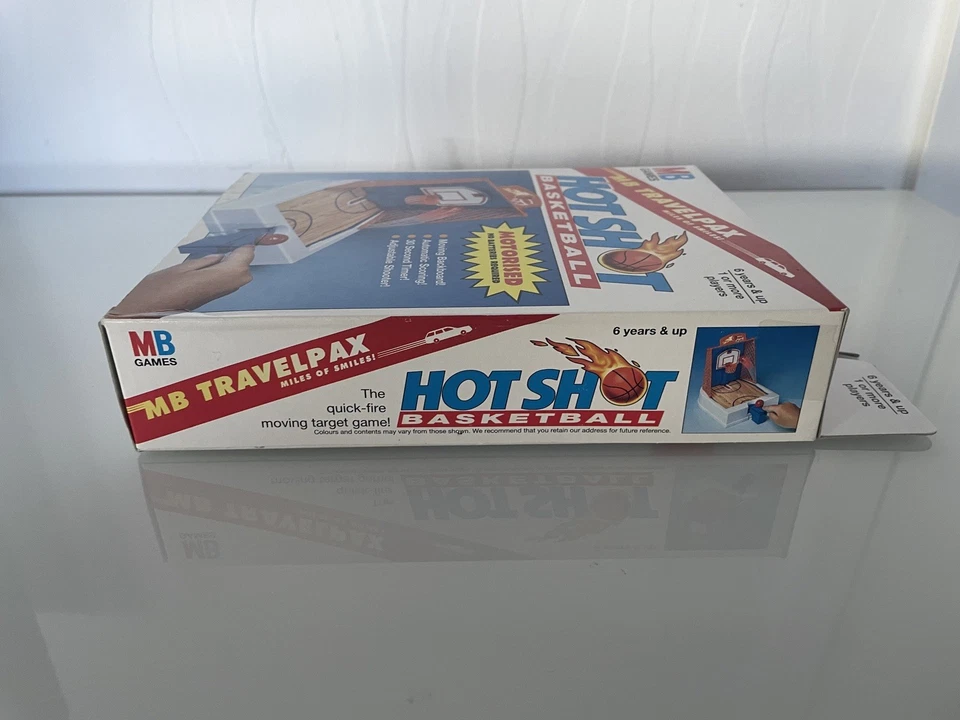 MB
GAMES
MB TRAVELPAX
HOT SHOT
BASKETBALL
MOTORISED
NO BATTERIES REQUIRED
• Moving Backboard!
• Automatic Scoring!
• 30 Second Timer!
• Adjustable Shooter!
6 years & up
1 or more
players
MB
GAMES
MB TRAVELPAX
MILES OF SMILES!
6 years & up
The
quick-fire
moving target game!
HOT SHOT
BASKETBALL
Colours and contents may vary from those shown. We recommend that you retain our address for future reference.
6 years & up
1 or more
players